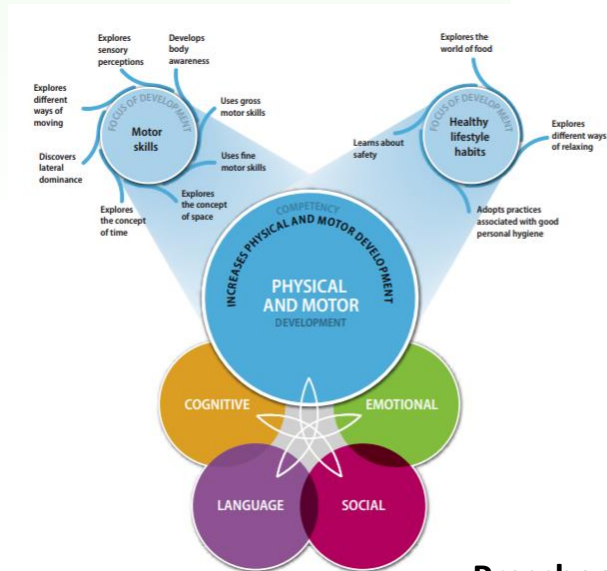 Explores
sensory
perceptions
Develops
body
awareness
Explores
different
ways of
moving
Uses gross
motor skills
FOCUS OF DEVELOPMENT
Motor
skills
Discovers
lateral
dominance
Uses fine
motor skills
Explores
the concept
of time
Explores
the concept
of space
Explores the
world of food
FOCUS OF DEVELOPMENT
Healthy
lifestyle
habits
Learns about
safety
Explores
different ways
of relaxing
Adopts practices
associated with good
personal hygiene
COMPETENCY
INCREASES PHYSICAL AND MOTOR DEVELOPMENT
PHYSICAL
AND MOTOR
DEVELOPMENT
COGNITIVE
EMOTIONAL
LANGUAGE
SOCIAL